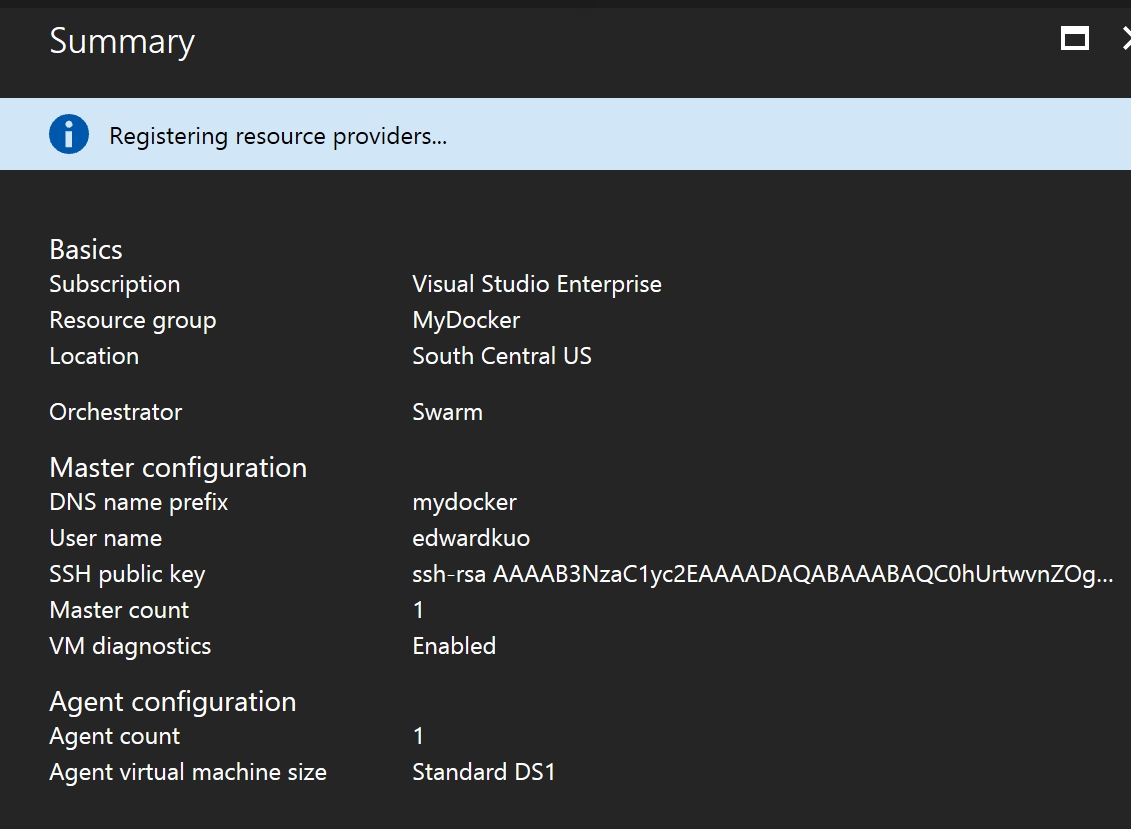 Summary
Registering resource providers...
Basics
Subscription Visual Studio Enterprise
Resource group MyDocker
Location South Central US
Orchestrator Swarm
Master configuration
DNS name prefix mydocker
User name edwardkuo
SSH public key ssh-rsa AAAAB3NzaC1yc2EAAAADAQABAAABAQC0hUrtwvnZOg...
Master count 1
VM diagnostics Enabled
Agent configuration
Agent count 1
Agent virtual machine size Standard DS1